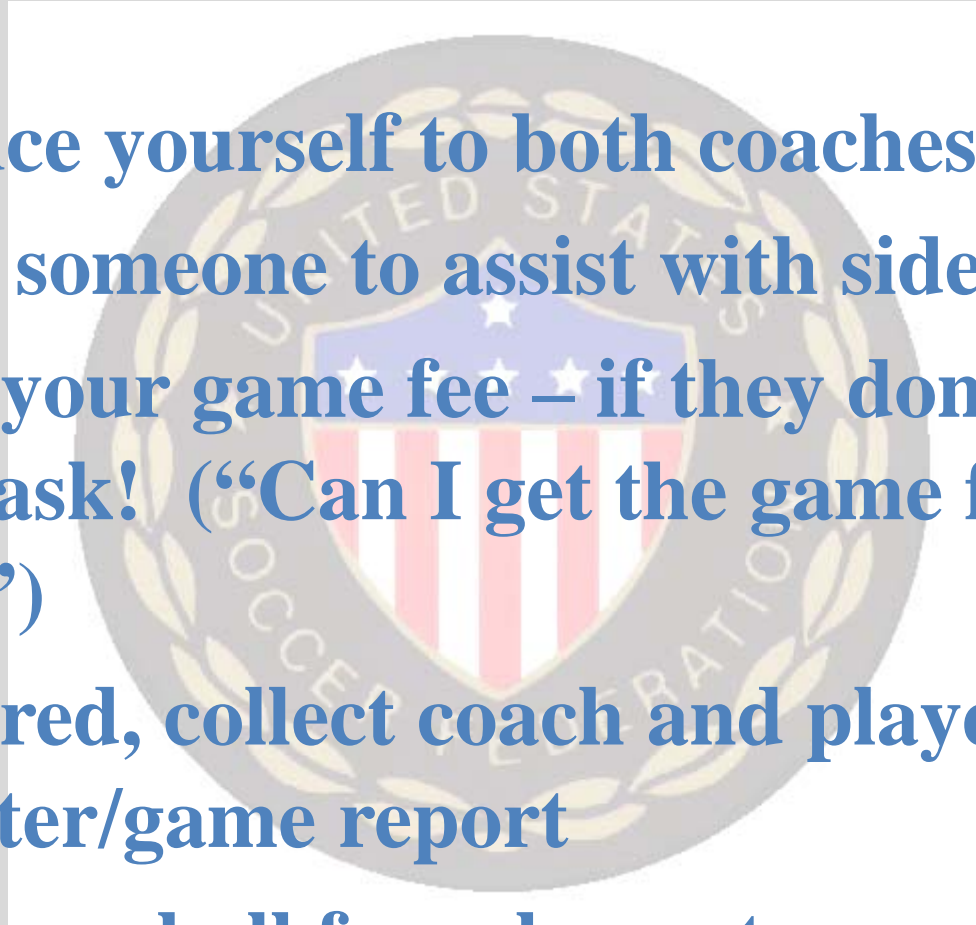 ce yourself to both coaches
someone to assist with side
your game fee – if they don
ask!  (“Can I get the game f
”)
red, collect coach and playe
ter/game report
UNITED STATES
SOCCER FEDERATION